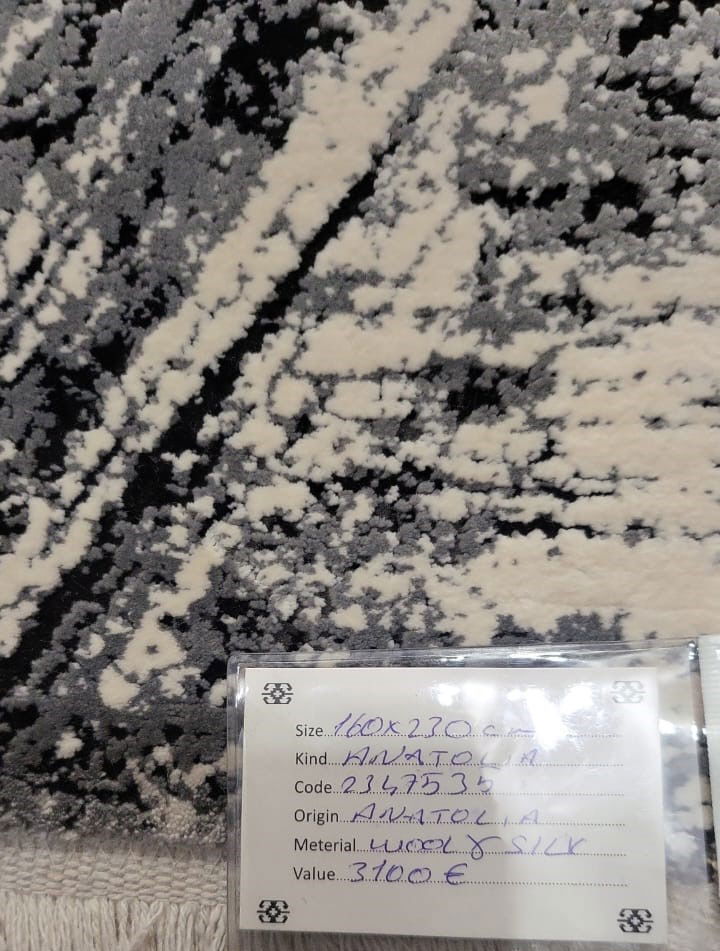 Size 160x230 cm
Kind ANATOLIA
Code 2347535
Origin ANATOLIA
Meterial wool & SILK
Value 3100 €